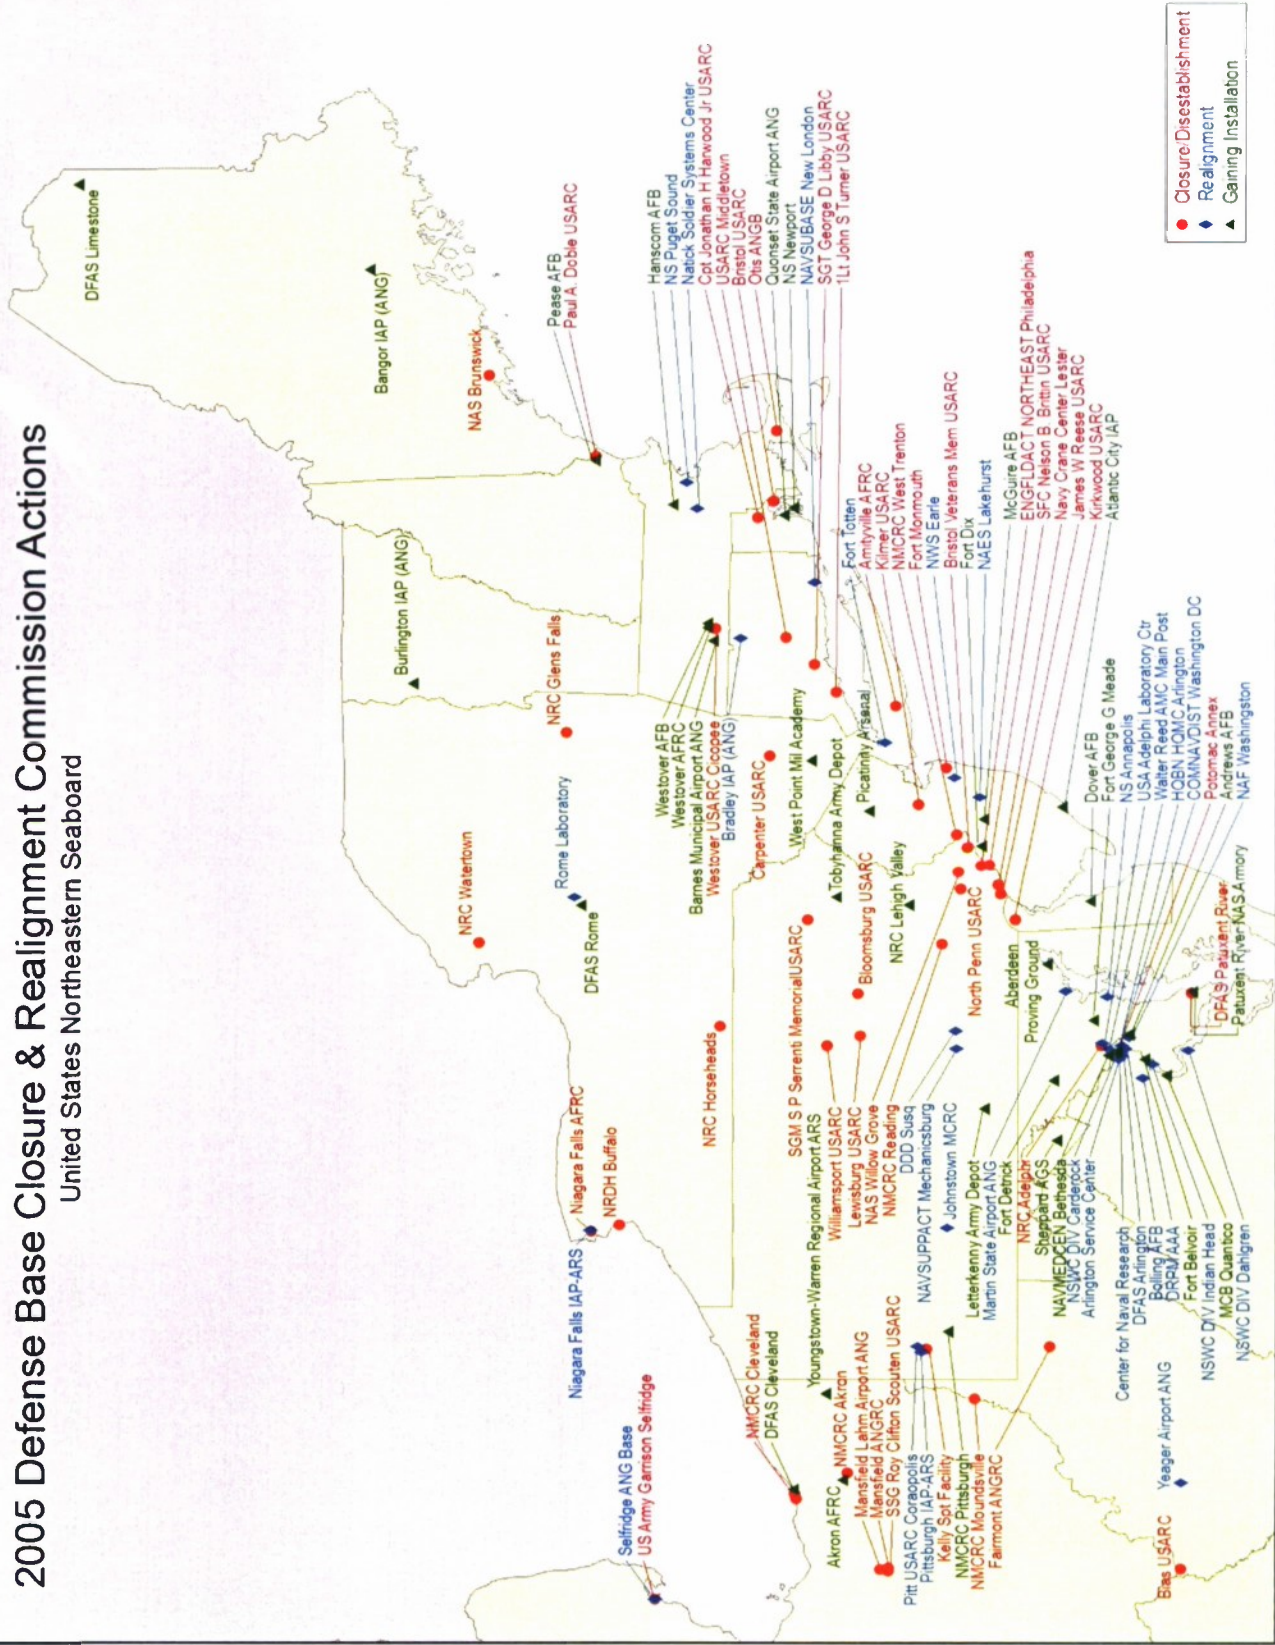 2005 Defense Base Closure & Realignment Commission Actions
United States Northeastern Seaboard
DFAS Limestone
Bangor IAP (ANG)
NAS Brunswick
Burlington IAP (ANG)
Pease AFB
Paul A. Doble USARC
NRC Glens Falls
NRC Watertown
Rome Laboratory
DFAS Rome
Niagara Falls AFRC
NRDH Buffalo
Niagara Falls IAP-ARS
Selfridge ANG Base
US Army Garrison Selfridge
Hanscom AFB
NS Puget Sound
Natick Soldier Systems Center
Cpt Jonathan H Harwood Jr USARC
USARC Middletown
Bristol USARC
Otis ANGB
Quonset State Airport ANG
NS Newport
NAVSUBASE New London
SGT George D Libby USARC
1Lt John S Turner USARC
Westover AFB
Westover AFRC
Barnes Municipal Airport ANG
Westover USARC Cicopee
Bradley IAP (ANG)
Carpenter USARC
West Point Mil Academy
Tobyhanna Army Depot
Picatinny Arsenal
NRC Horseheads
SGM S P Serrenti Memorial USARC
Bloomsburg USARC
NRC Lehigh Valley
North Penn USARC
Aberdeen
Proving Ground
Fort Totten
Amityville AFRC
Kilmer USARC
NMCRC West Trenton
Fort Monmouth
NWS Earle
Bristol Veterans Mem USARC
Fort Dix
NAES Lakehurst
McGuire AFB
ENGFLDACT NORTHEAST Philadelphia
SFC Nelson B. Brittin USARC
Navy Crane Center Lester
James W Reese USARC
Kirkwood USARC
Atlantic City IAP
Dover AFB
Fort George G Meade
NS Annapolis
USA Adelphi Laboratory Ctr
Walter Reed AMC Main Post
HQBN HQMC Arlington
COMNAVDIST Washington DC
Potomac Annex
Andrews AFB
NAF Washington
DFAS Patuxent River
Patuxent River NAS Armory
NMCRC Cleveland
DFAS Cleveland
Youngstown-Warren Regional Airport ARS
Williamsport USARC
Lewisburg USARC
NAS Willow Grove
NMCRC Reading
DDD Susq
NAVSUPPACT Mechanicsburg
Johnstown MCRC
Letterkenny Army Depot
Martin State Airport ANG
Fort Detrick
NRC Adelphi
Sheppard AGS
NAVMEDCEN Bethesda
NSWC DIV Carderock
Arlington Service Center
Center for Naval Research
DFAS Arlington
Bolling AFB
DRPM AAA
Fort Belvoir
NSWC DIV Indian Head
MCB Quantico
NSWC DIV Dahlgren
Akron AFRC
NMCRC Akron
Mansfield Lahm Airport ANG
Mansfield ANGRC
SSG Roy Clifton Scouten USARC
Pitt USARC Coraopolis
Pittsburgh IAP-ARS
Kelly Spt Facility
NMCRC Pittsburgh
NMCRC Moundsville
Fairmont ANGRC
Yeager Airport ANG
Bias USARC
Closure/Disestablishment
Realignment
Gaining Installation